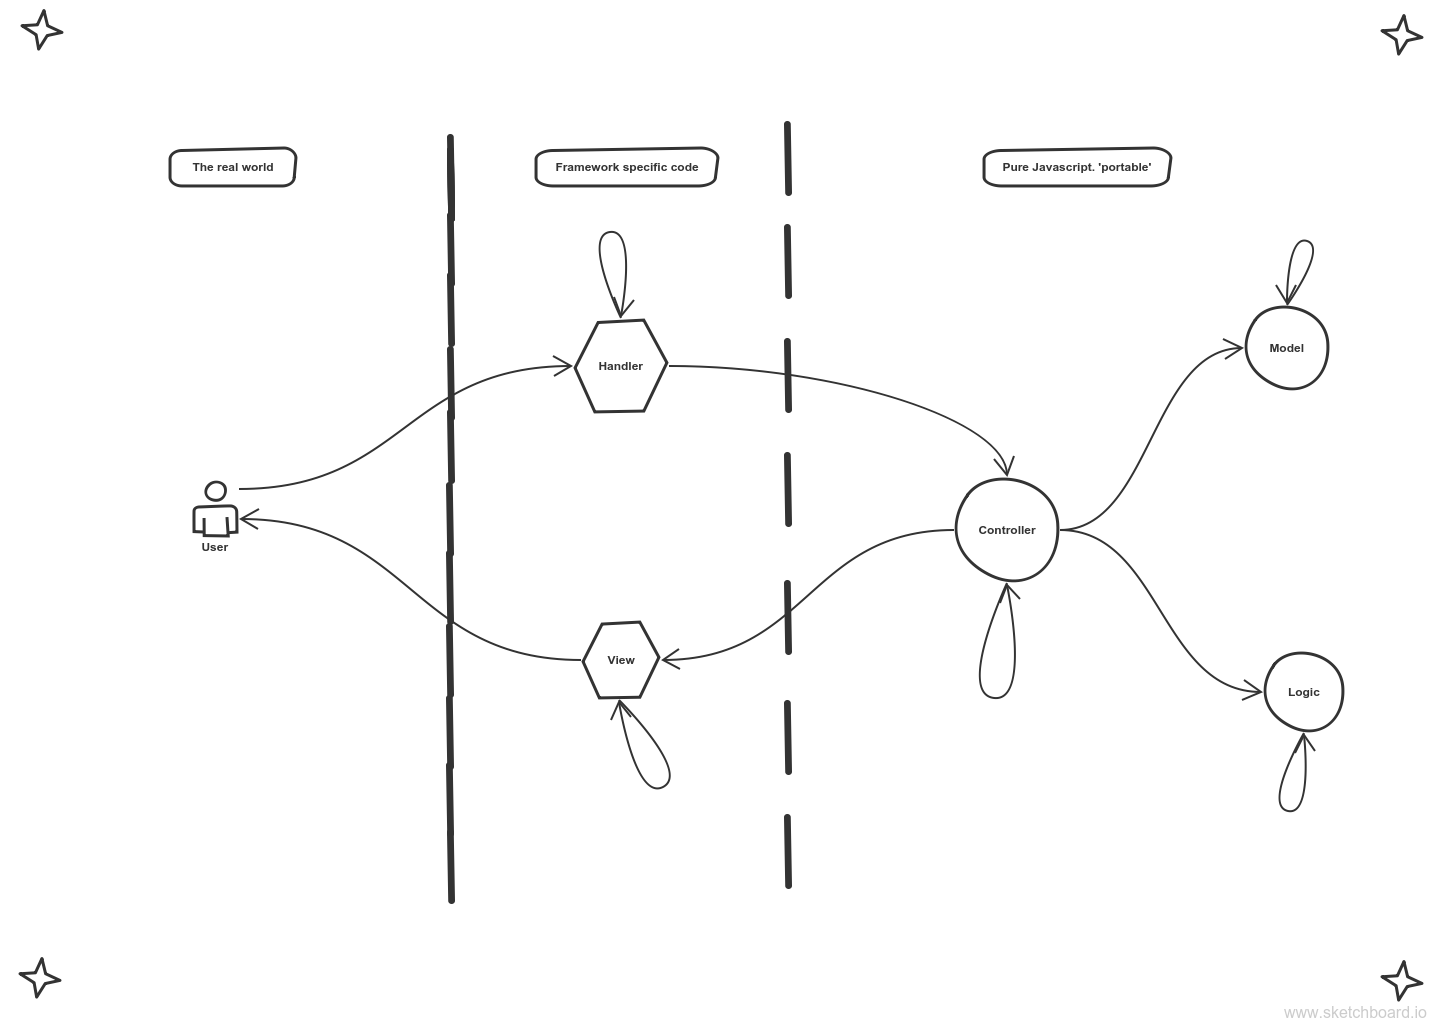 The real world
Framework specific code
Pure Javascript. 'portable'
Handler
Model
Controller
User
View
Logic
www.sketchboard.io